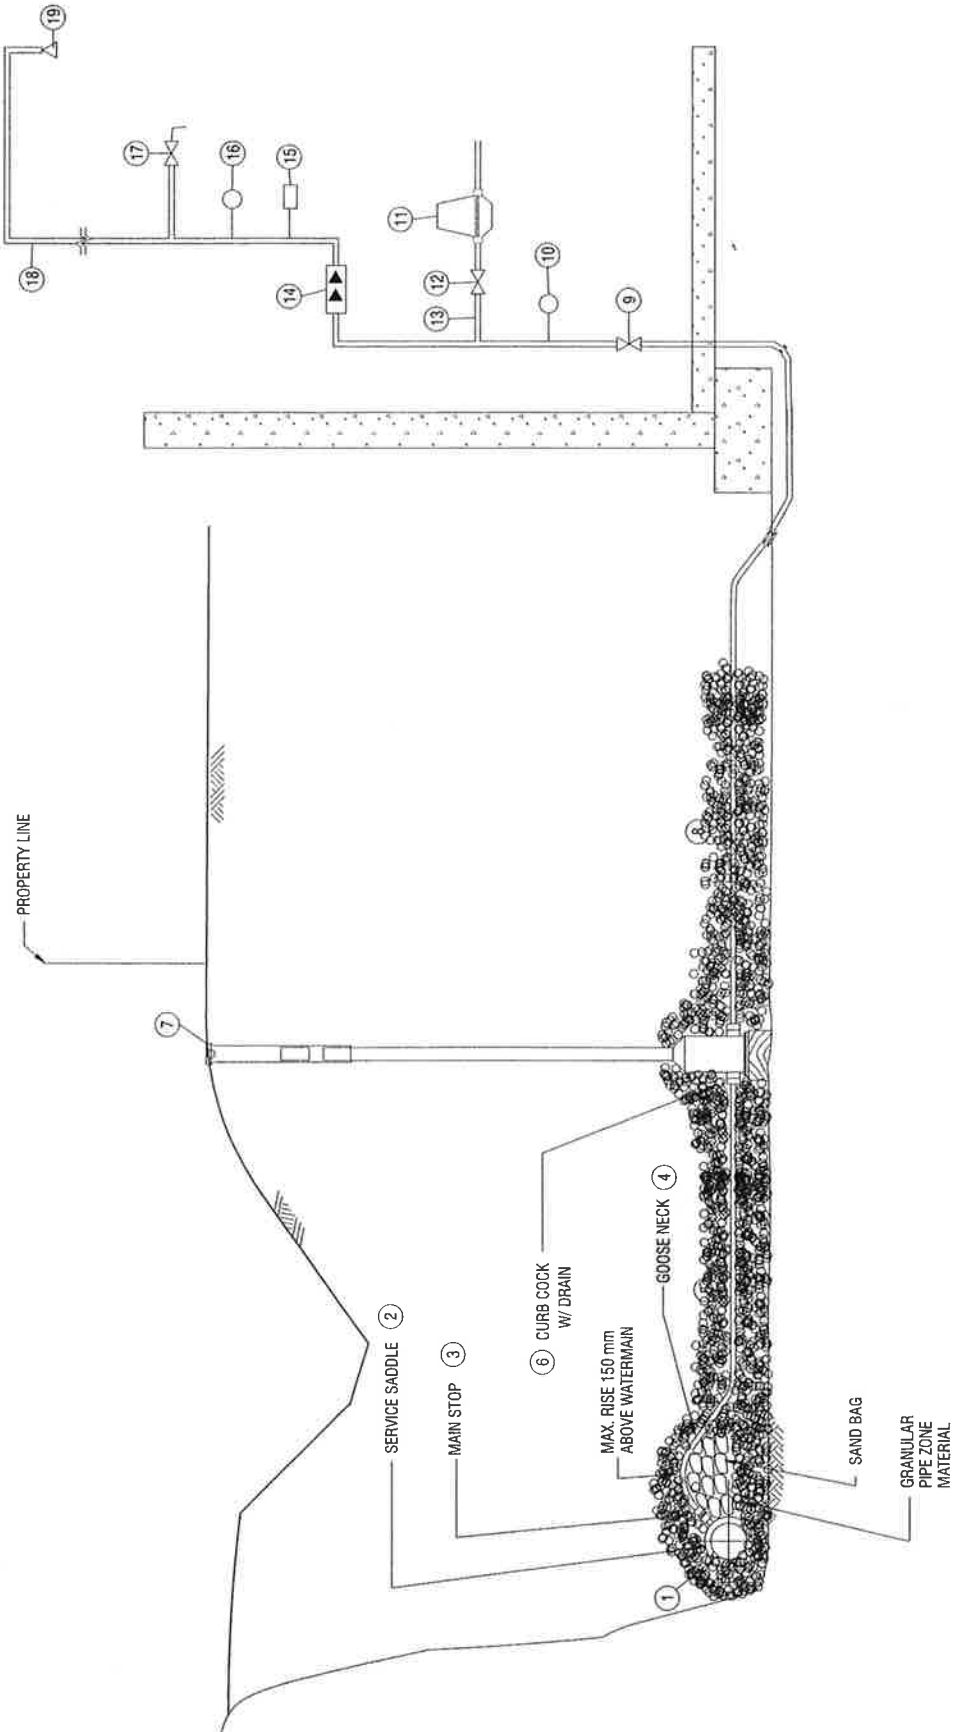 PROPERTY LINE
18
19
17
16
15
14
11
12
13
10
9
7
SERVICE SADDLE 2
MAIN STOP 3
6 CURB COCK
W/ DRAIN
MAX. RISE 150 mm
ABOVE WATERMAIN
GOOSE NECK 4
1
8
SAND BAG
GRANULAR
PIPE ZONE
MATERIAL